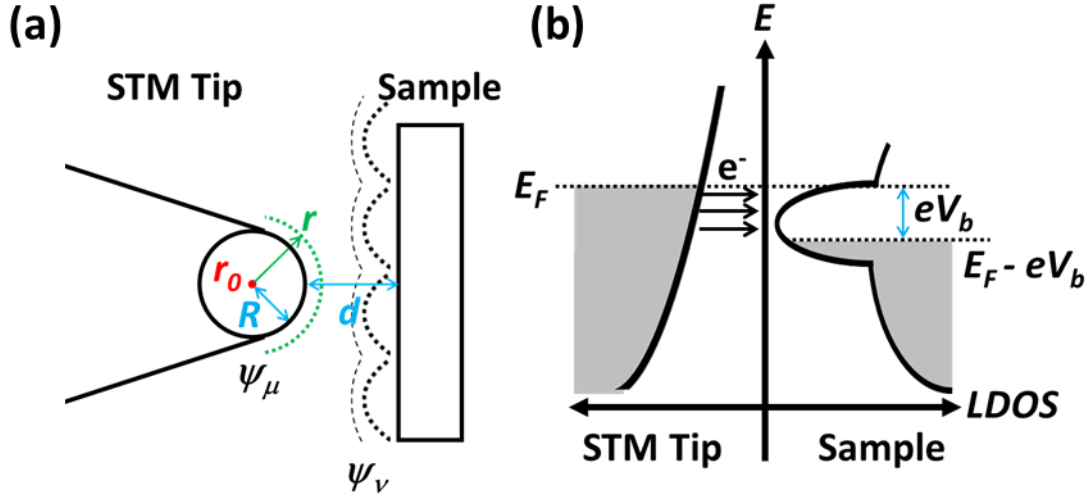 (a)
STM Tip
Sample
r
r0
R
d
ψμ
ψν
(b)
E
EF
e-
eVb
EF - eVb
LDOS
STM Tip
Sample